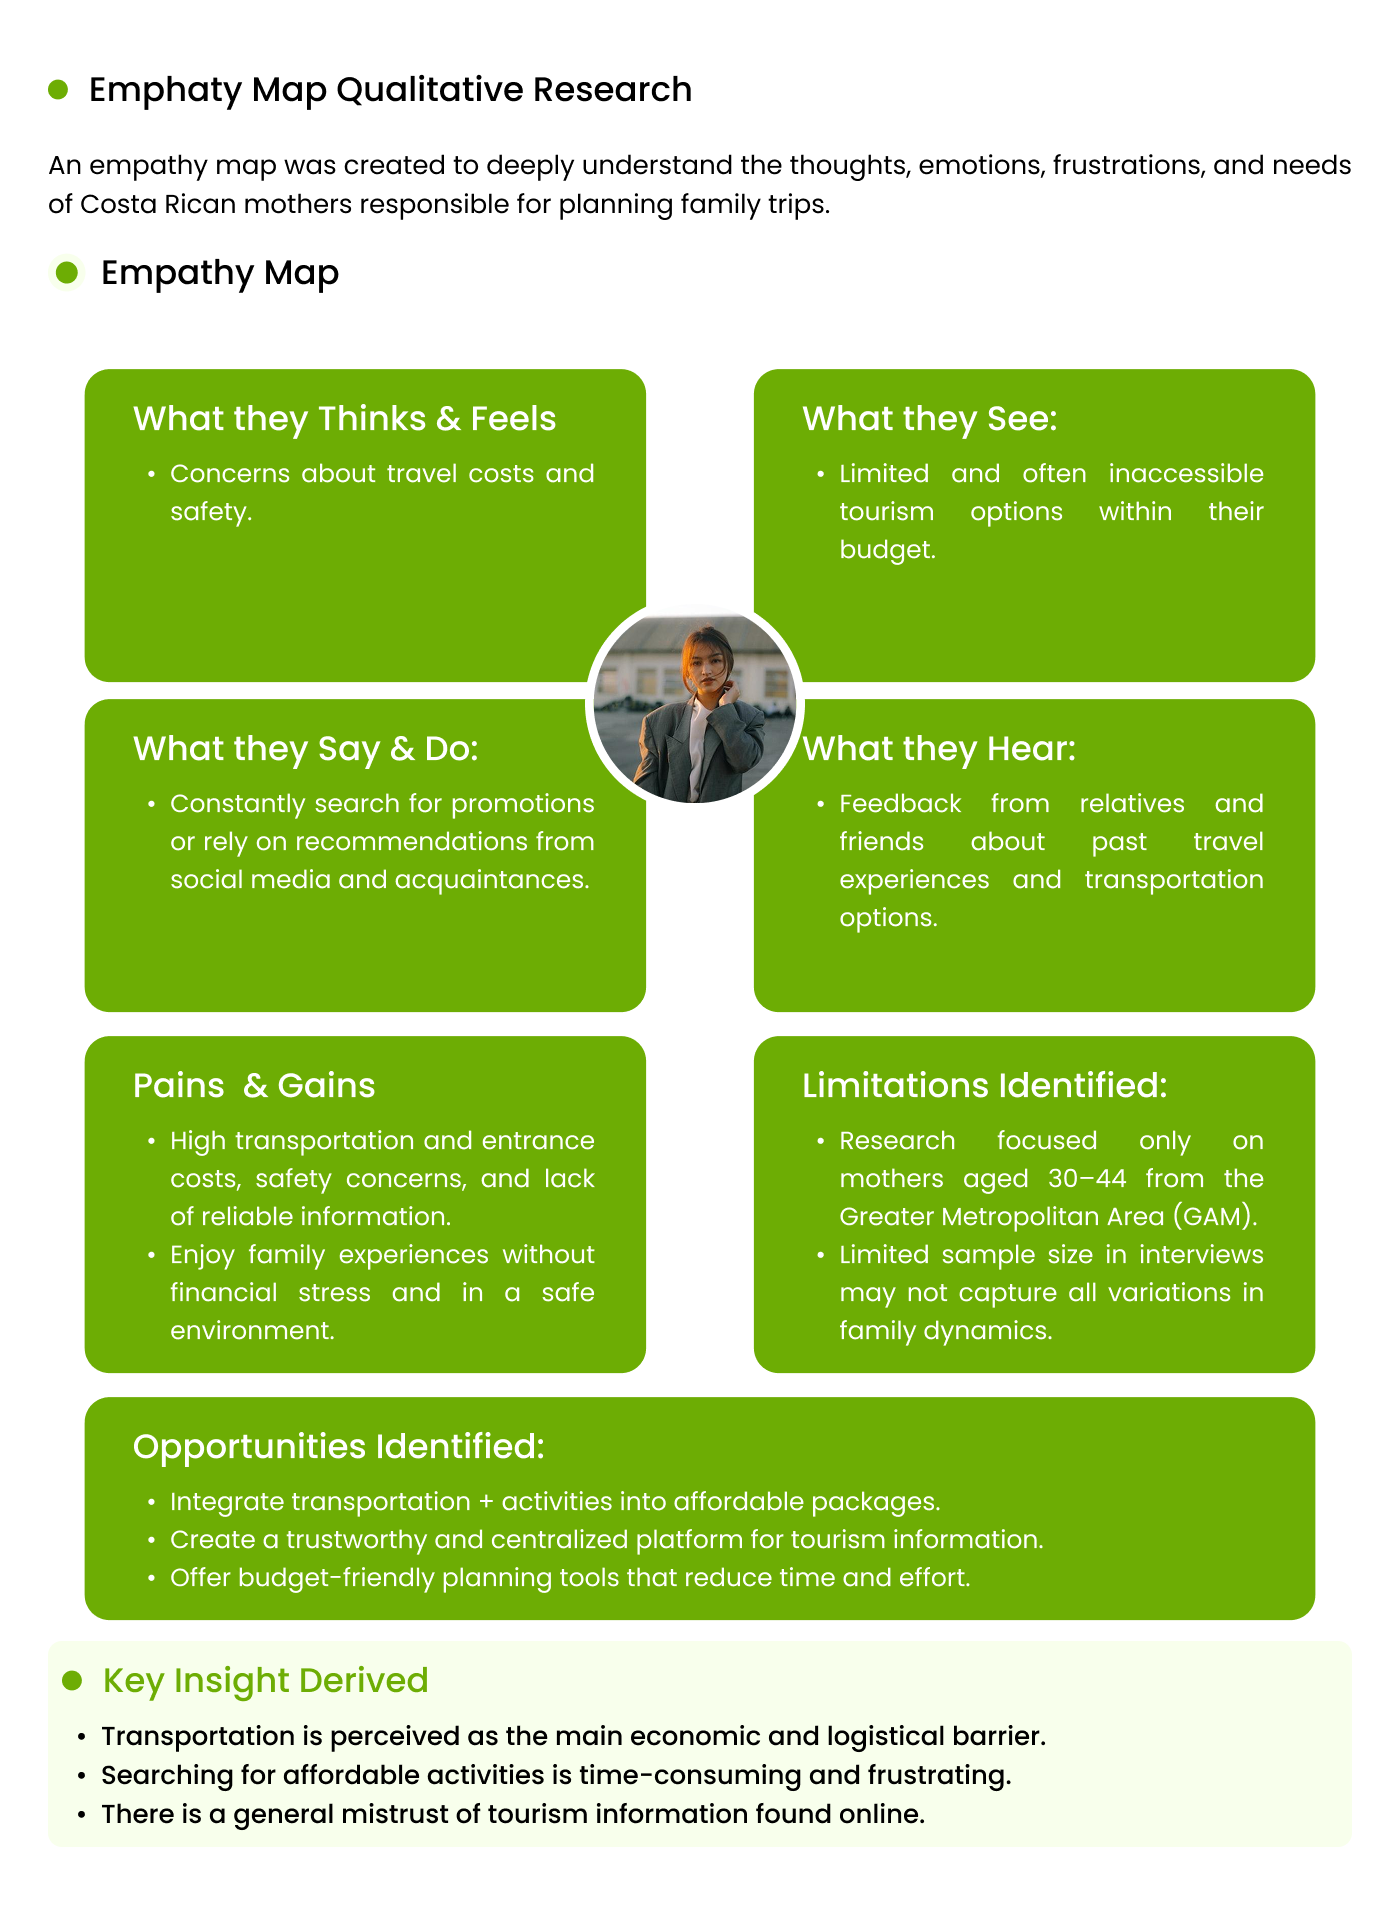 Emphaty Map Qualitative Research
An empathy map was created to deeply understand the thoughts, emotions, frustrations, and needs
of Costa Rican mothers responsible for planning family trips.
Empathy Map
What they Thinks & Feels
• Concerns about travel costs and
safety.
What they See:
• Limited and often inaccessible
tourism options within their
budget.
What they Say & Do:
• Constantly search for promotions
or rely on recommendations from
social media and acquaintances.
What they Hear:
• Feedback from relatives and
friends about past travel
experiences and transportation
options.
Pains & Gains
• High transportation and entrance
costs, safety concerns, and lack
of reliable information.
• Enjoy family experiences without
financial stress and in a safe
environment.
Limitations Identified:
• Research focused only on
mothers aged 30–44 from the
Greater Metropolitan Area (GAM).
• Limited sample size in interviews
may not capture all variations in
family dynamics.
Opportunities Identified:
• Integrate transportation + activities into affordable packages.
• Create a trustworthy and centralized platform for tourism information.
• Offer budget-friendly planning tools that reduce time and effort.
Key Insight Derived
• Transportation is perceived as the main economic and logistical barrier.
• Searching for affordable activities is time-consuming and frustrating.
• There is a general mistrust of tourism information found online.